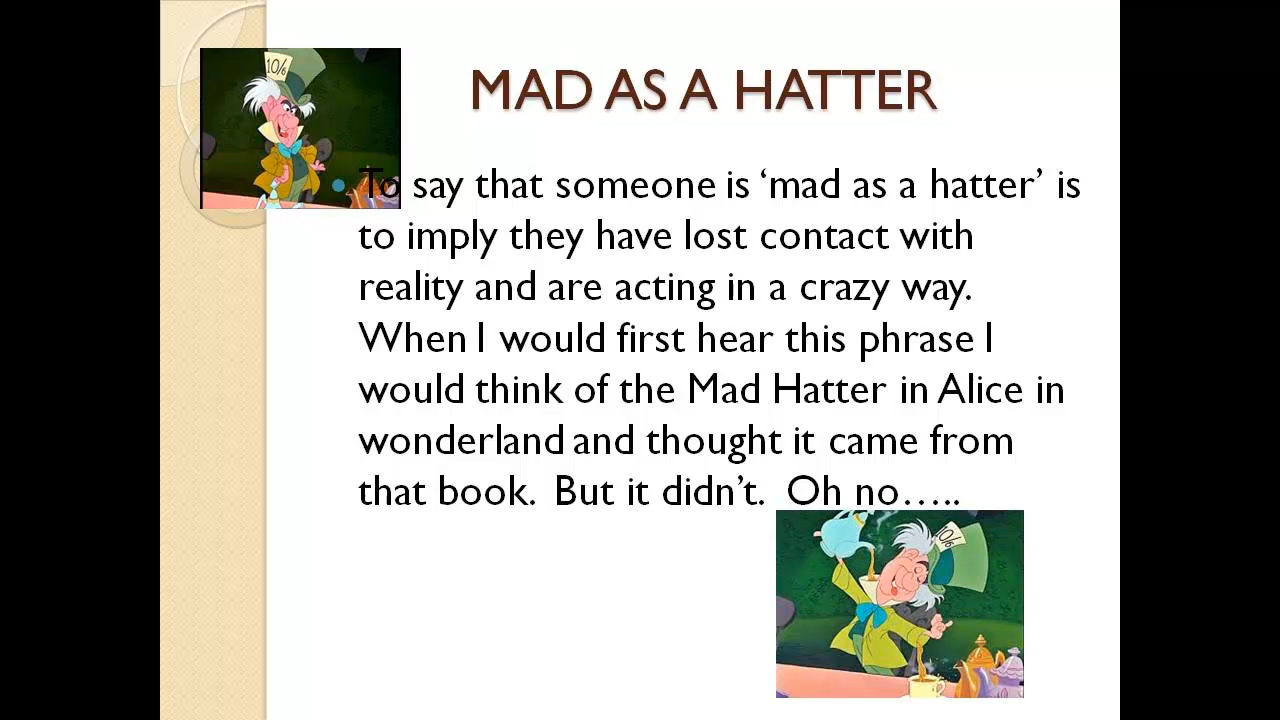 10/6
MAD AS A HATTER
To say that someone is ‘mad as a hatter’ is
to imply they have lost contact with
reality and are acting in a crazy way.
When I would first hear this phrase I
would think of the Mad Hatter in Alice in
wonderland and thought it came from
that book.  But it didn’t.  Oh no…..
10/6